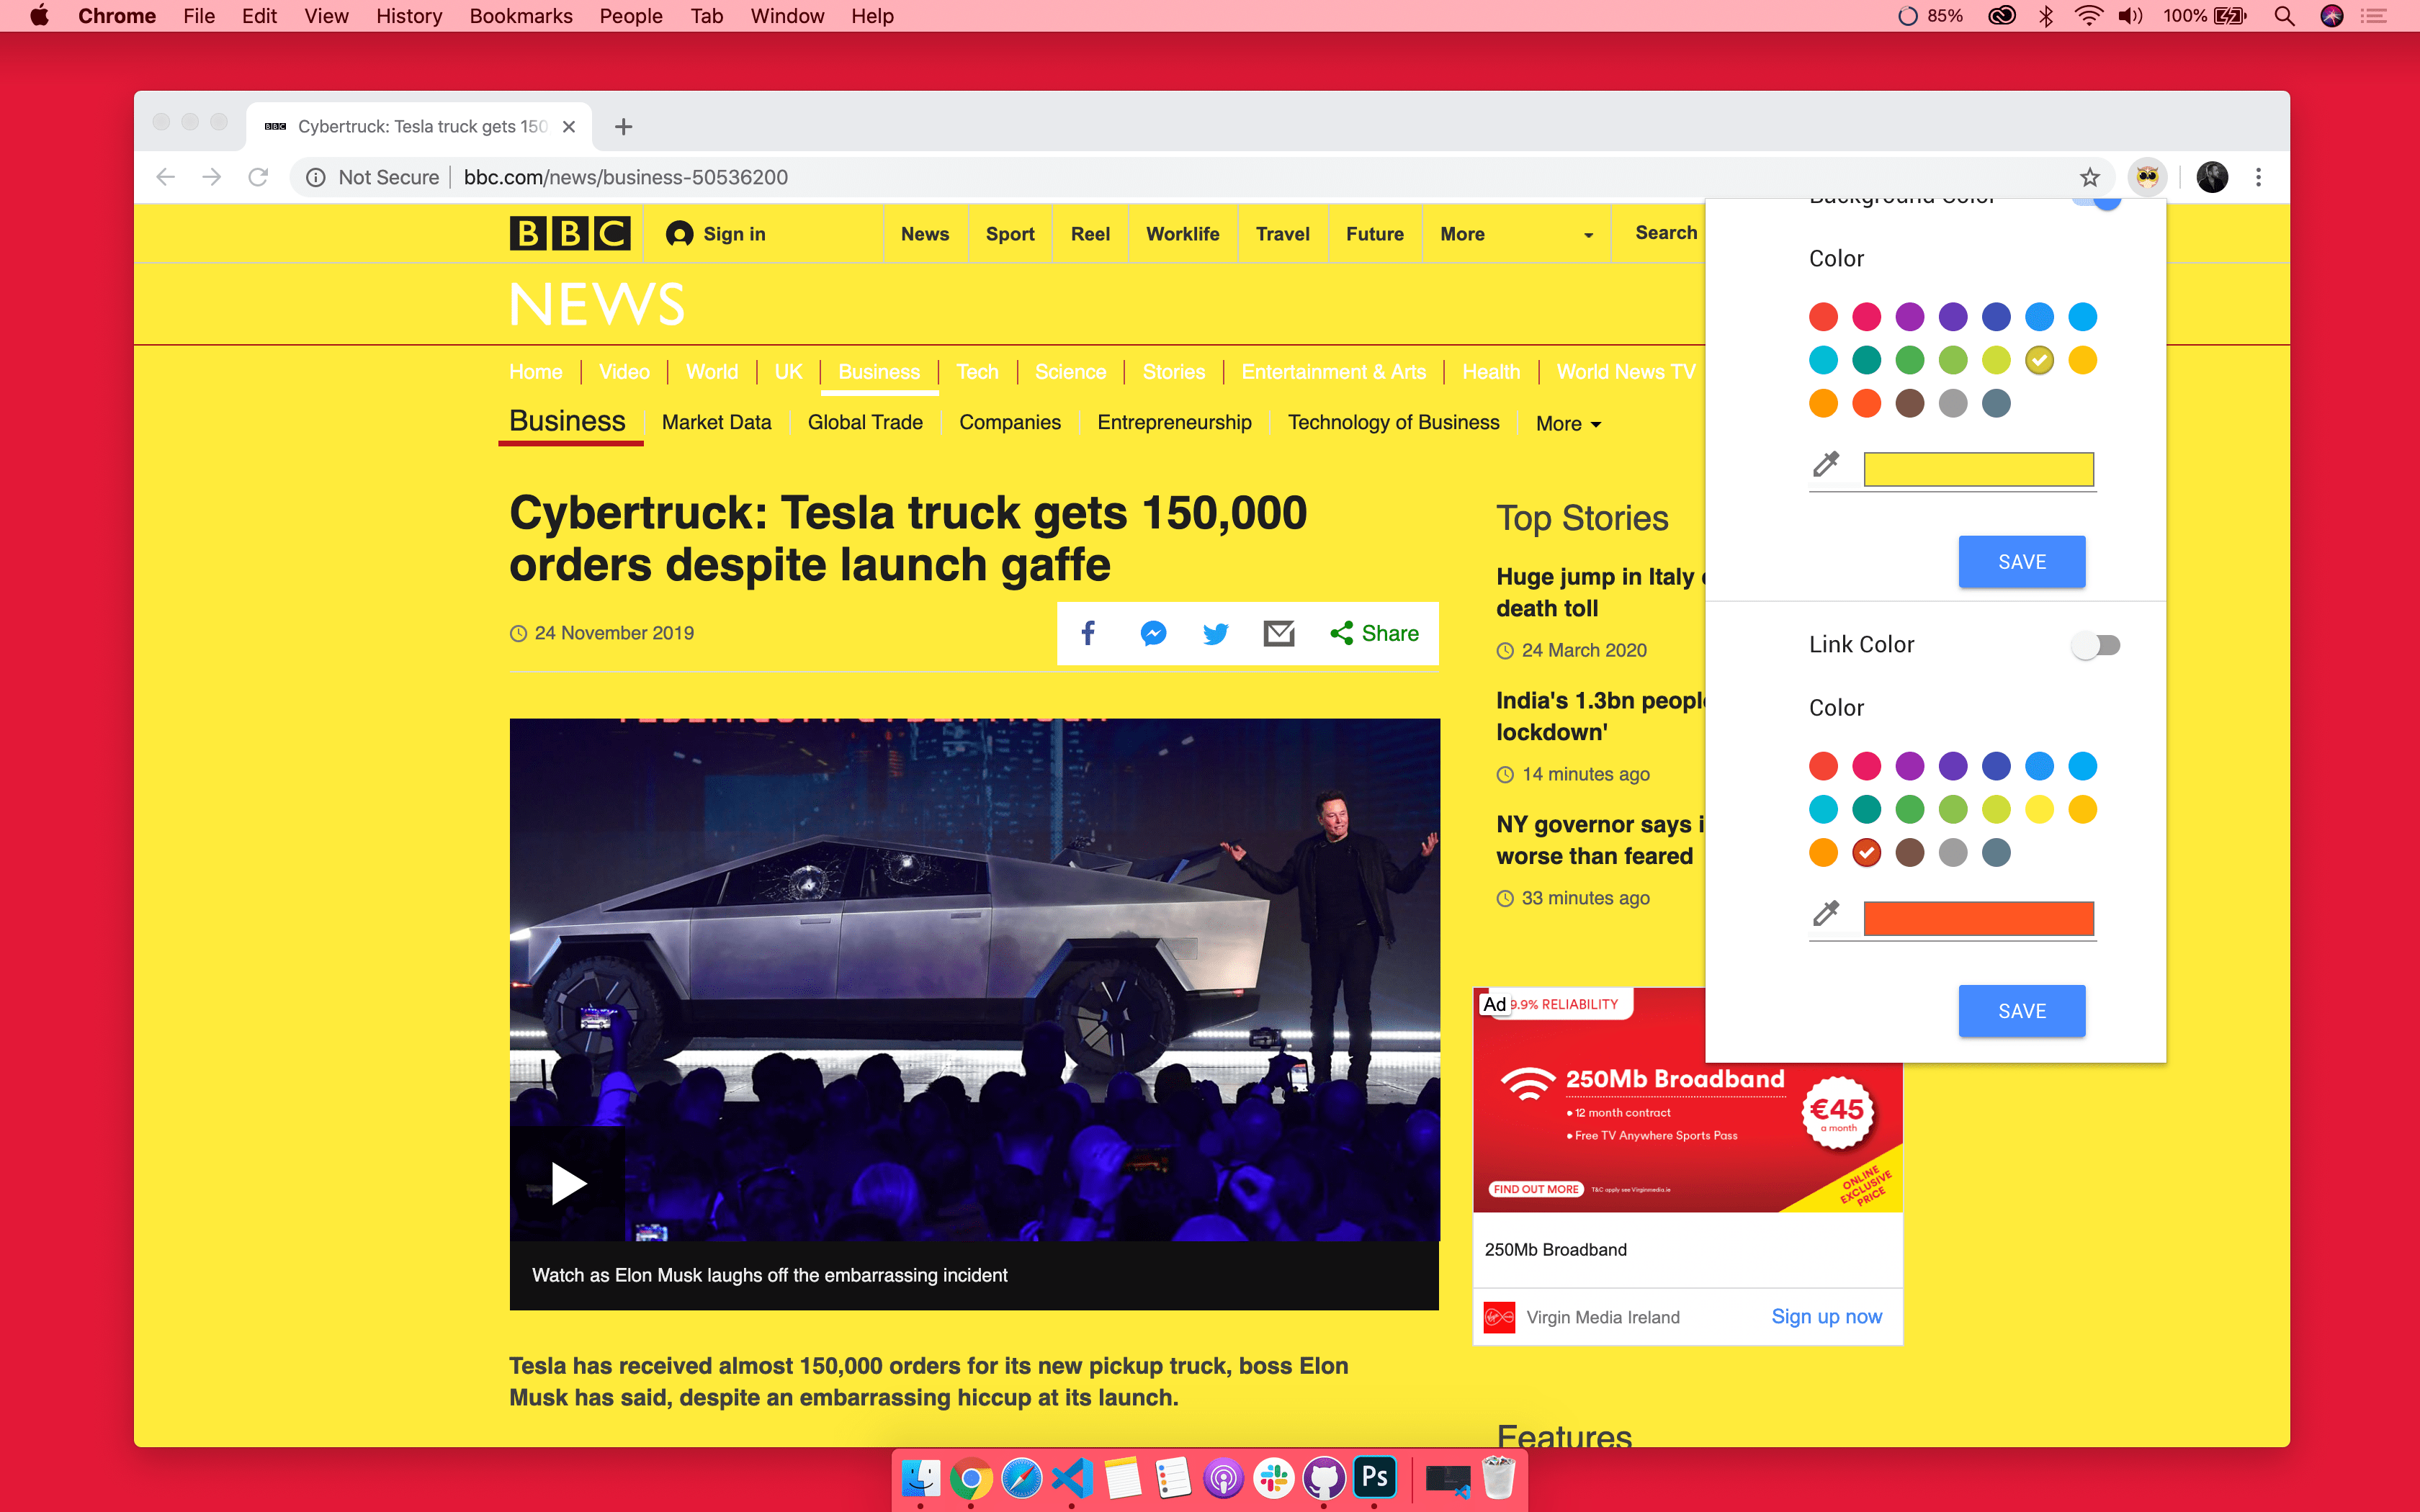 Chrome File Edit View History Bookmarks People Tab Window Help
85% 100%
BBC Cybertruck: Tesla truck gets 150
Not Secure bbc.com/news/business-50536200
BBC Sign in News Sport Reel Worklife Travel Future More Search
NEWS
Home Video World UK Business Tech Science Stories Entertainment & Arts Health World News TV
Business Market Data Global Trade Companies Entrepreneurship Technology of Business More
Cybertruck: Tesla truck gets 150,000
orders despite launch gaffe
24 November 2019
Share
Watch as Elon Musk laughs off the embarrassing incident
Tesla has received almost 150,000 orders for its new pickup truck, boss Elon
Musk has said, despite an embarrassing hiccup at its launch.
Top Stories
Huge jump in Italy
death toll
24 March 2020
India's 1.3bn people
lockdown'
14 minutes ago
NY governor says
worse than feared
33 minutes ago
Ad 9.9% RELIABILITY
250Mb Broadband
• 12 month contract
• Free TV Anywhere Sports Pass
€45
a month
FIND OUT MORE T&C apply see Virginmedia.ie
ONLINE
EXCLUSIVE
PRICE
250Mb Broadband
Virgin Media Ireland Sign up now
Features
Background Color
Color
SAVE
Link Color
Color
SAVE
Ps